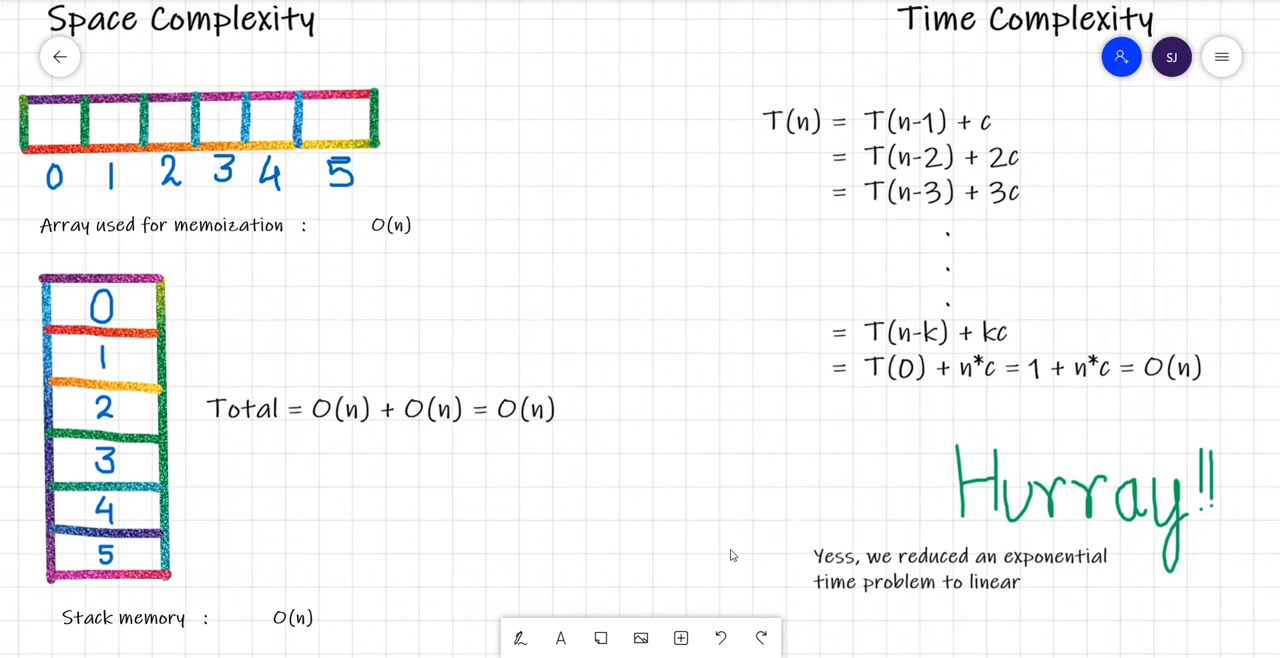 Space Complexity
Time Complexity
SJ
0 1 2 3 4 5
Array used for memoization : O(n)
0
1
2
3
4
5
Total = O(n) + O(n) = O(n)
Stack memory : O(n)
T(n) = T(n-1) + c
= T(n-2) + 2c
= T(n-3) + 3c
.
.
.
= T(n-k) + kc
= T(0) + n*c = 1 + n*c = O(n)
Hurray!!
Yess, we reduced an exponential
time problem to linear
A